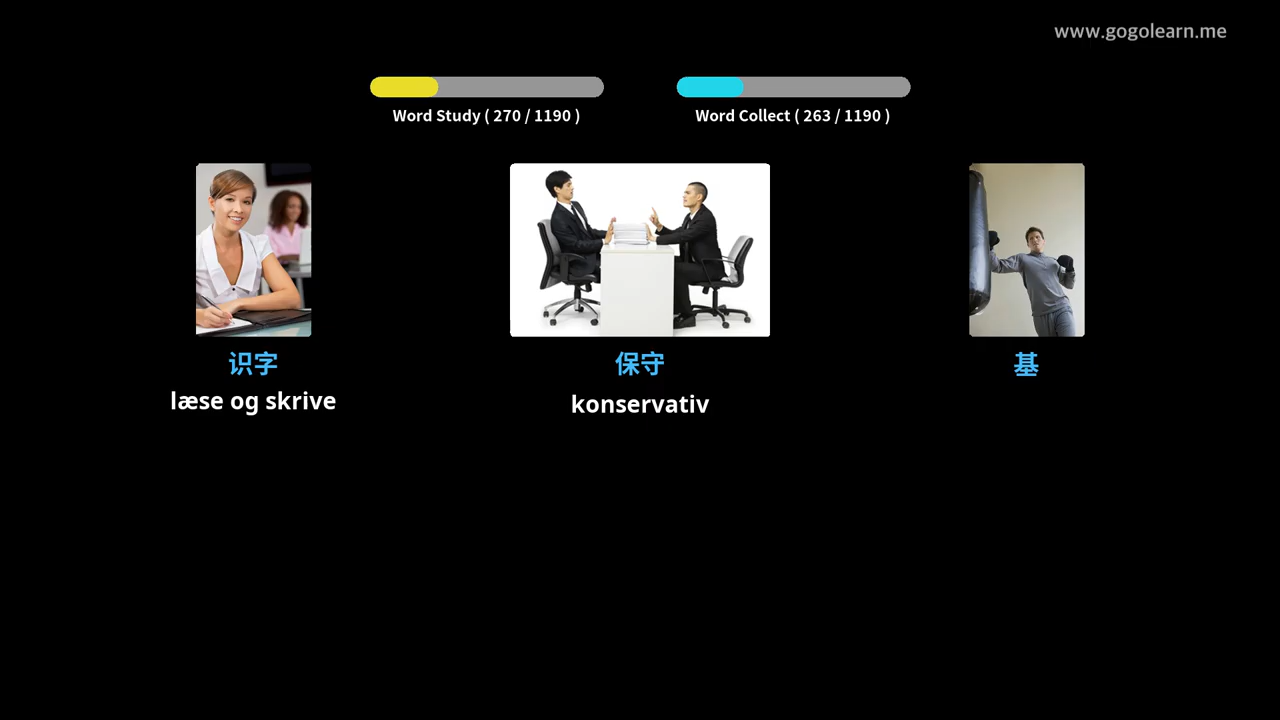 www.gogolearn.me
Word Study ( 270 / 1190 )
Word Collect ( 263 / 1190 )
识字
保守
基
læse og skrive
konservativ